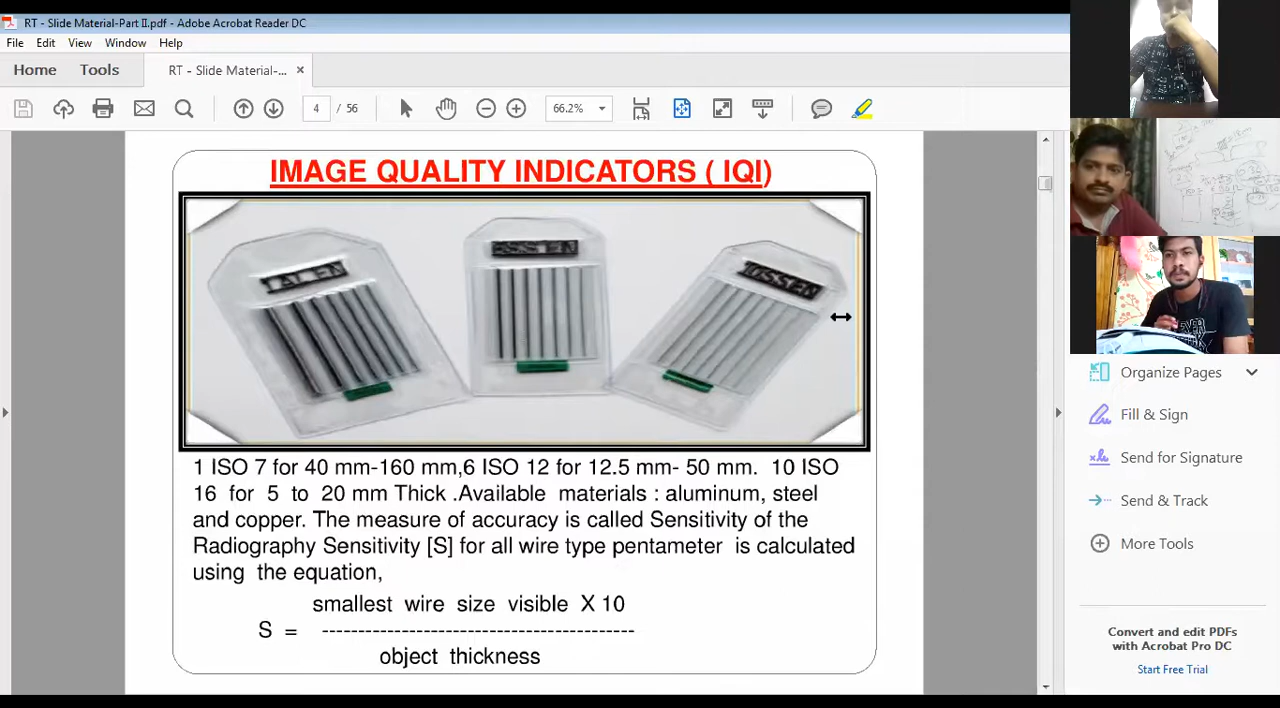 RT - Slide Material-Part II.pdf - Adobe Acrobat Reader DC
File Edit View Window Help
Home Tools RT - Slide Material-... ×
4 / 56 66.2%
IMAGE QUALITY INDICATORS ( IQI)
1 ISO 7 for 40 mm-160 mm,6 ISO 12 for 12.5 mm- 50 mm. 10 ISO
16 for 5 to 20 mm Thick .Available materials : aluminum, steel
and copper. The measure of accuracy is called Sensitivity of the
Radiography Sensitivity [S] for all wire type pentameter is calculated
using the equation,
smallest wire size visible X 10
S = -------------------------------------------
object thickness
Organize Pages
Fill & Sign
Send for Signature
Send & Track
More Tools
Convert and edit PDFs
with Acrobat Pro DC
Start Free Trial